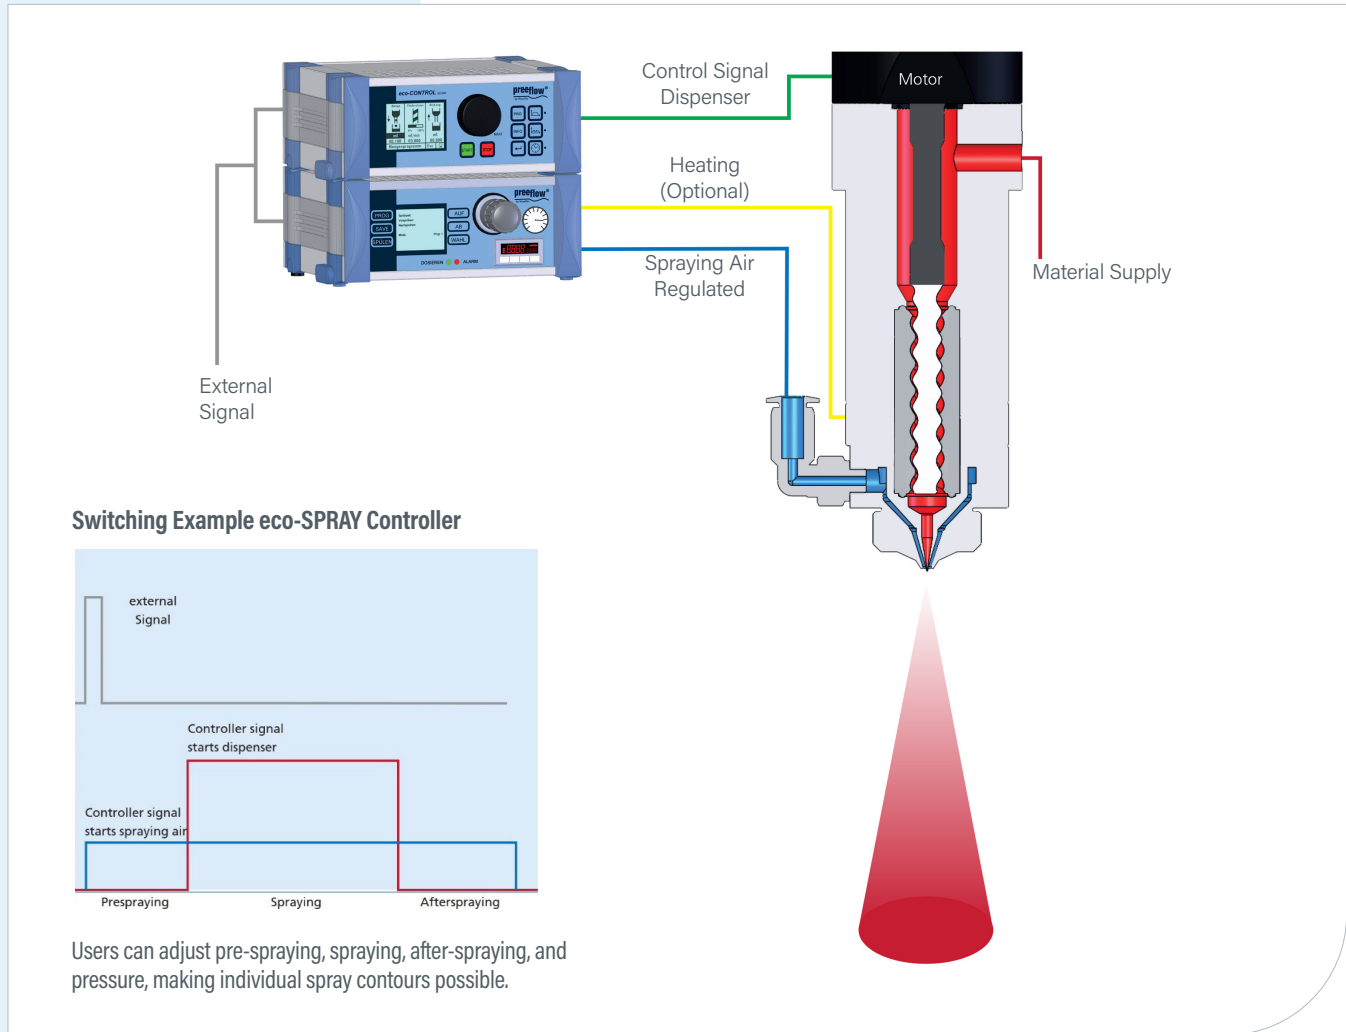 Control Signal
Dispenser
Motor
eco-CONTROL
preeflow®
START
STOP
Heating
(Optional)
preeflow®
PROG
SAVE
SPÜLEN
AUF
AB
WAHL
DOSIEREN
ALARM
Spraying Air
Regulated
Material Supply
External
Signal
Switching Example eco-SPRAY Controller
external
Signal
Controller signal
starts dispenser
Controller signal
starts spraying air
Prespraying
Spraying
Afterspraying
Users can adjust pre-spraying, spraying, after-spraying, and
pressure, making individual spray contours possible.